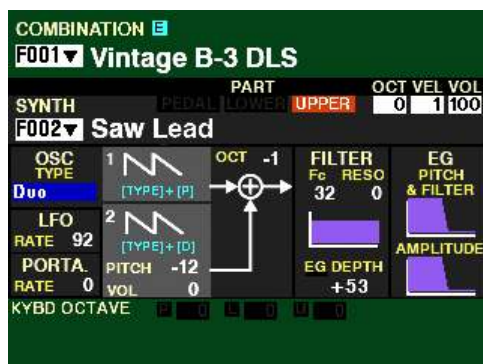 COMBINATION E
F001▼ Vintage B-3 DLS
PART OCT VEL VOL
SYNTH PEDAL LOWER UPPER 0 1 100
F002▼ Saw Lead
OSC TYPE Duo
1 [TYPE]+[P]
OCT -1
FILTER
Fc RESO
32 0
EG DEPTH
+53
EG
PITCH
& FILTER
AMPLITUDE
LFO
RATE 92
2 [TYPE]+[D]
PITCH -12
VOL 0
PORTA.
RATE 0
KYBD OCTAVE P 0 L 0 U 0